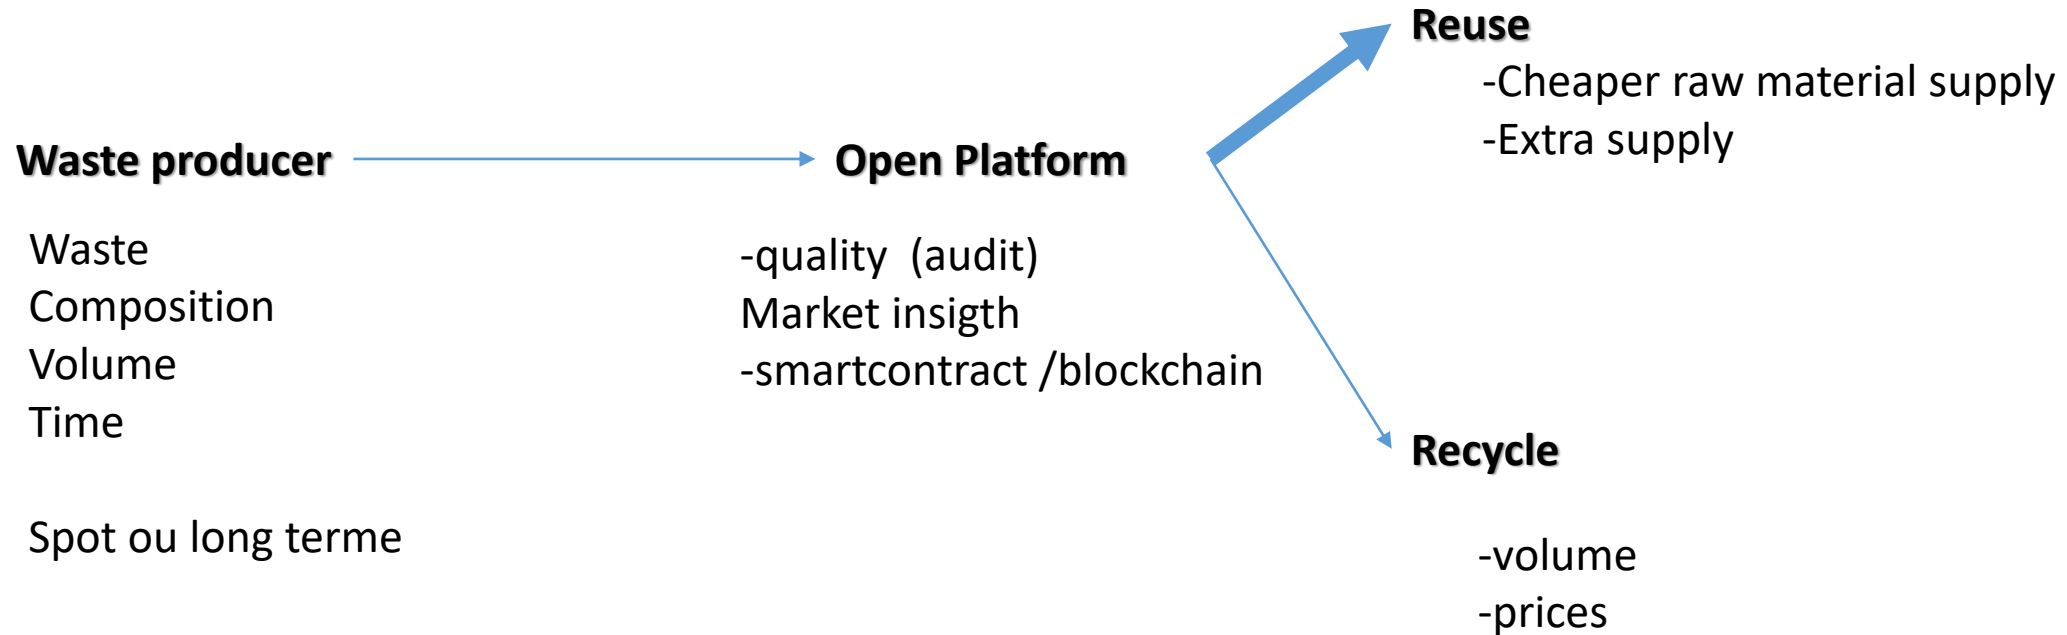 Waste producer
Waste
Composition
Volume
Time
Spot ou long terme
Open Platform
-quality  (audit)
Market insigth
-smartcontract /blockchain
Reuse
-Cheaper raw material supply
-Extra supply
Recycle
-volume
-prices